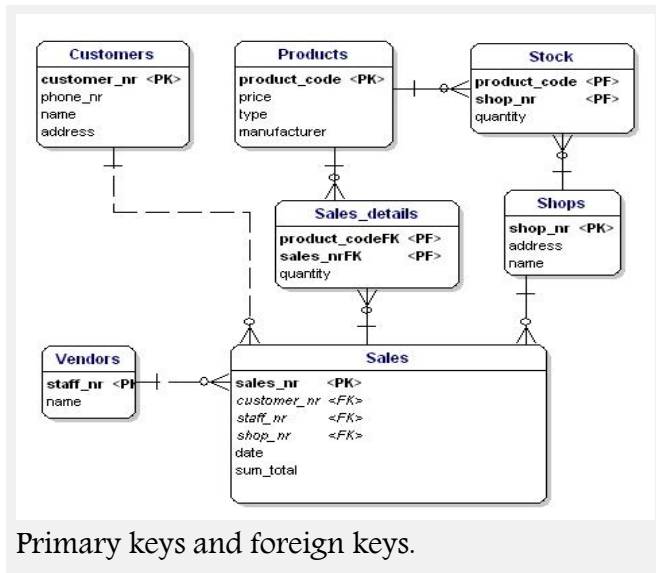 Customers
customer_nr <PK>
phone_nr
name
address
Products
product_code <PK>
price
type
manufacturer
Stock
product_code <PF>
shop_nr <PF>
quantity
Sales_details
product_codeFK <PF>
sales_nrFK <PF>
quantity
Shops
shop_nr <PK>
address
name
Vendors
staff_nr <PK
name
Sales
sales_nr <PK>
customer_nr <FK>
staff_nr <FK>
shop_nr <FK>
date
sum_total
Primary keys and foreign keys.